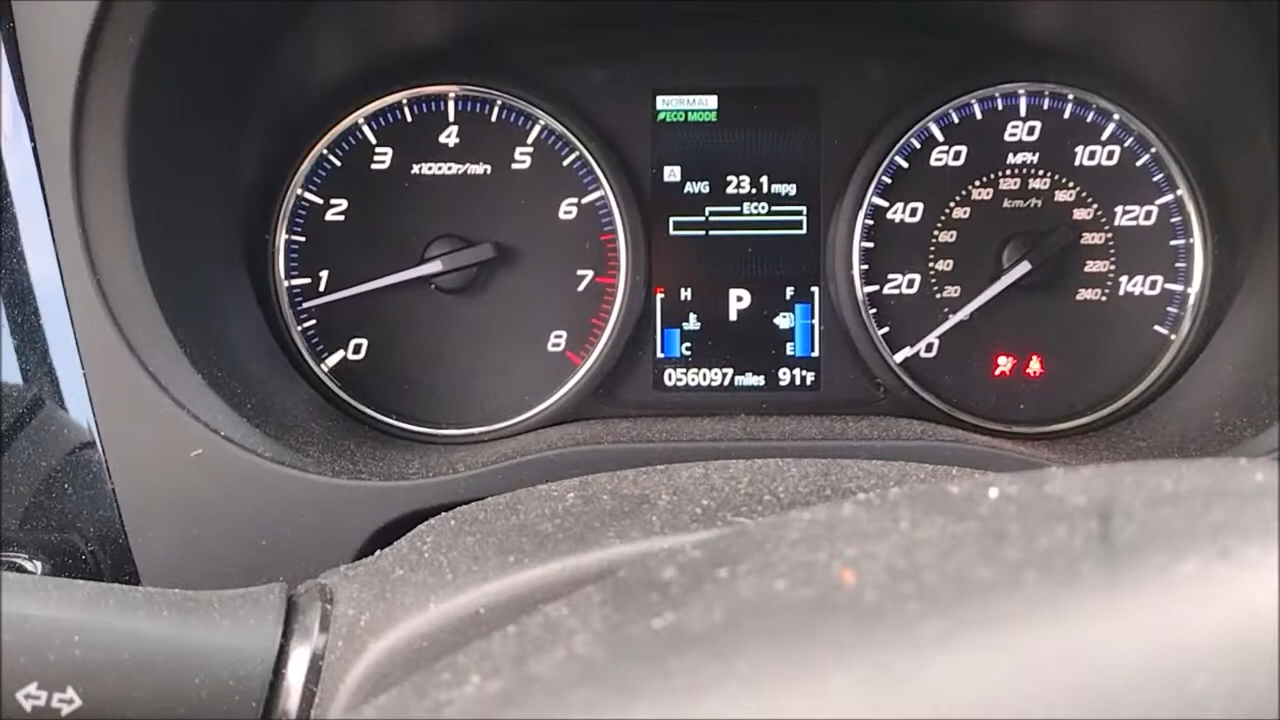 0
1
2
3
4
5
6
7
8
x1000r/min
NORMAL
ECO MODE
A AVG 23.1 mpg
ECO
H
C
P
F
E
056097 miles 91°F
0
20
40
60
80
100
120
140
MPH
km/h
20
40
60
80
100
120
140
160
180
200
220
240